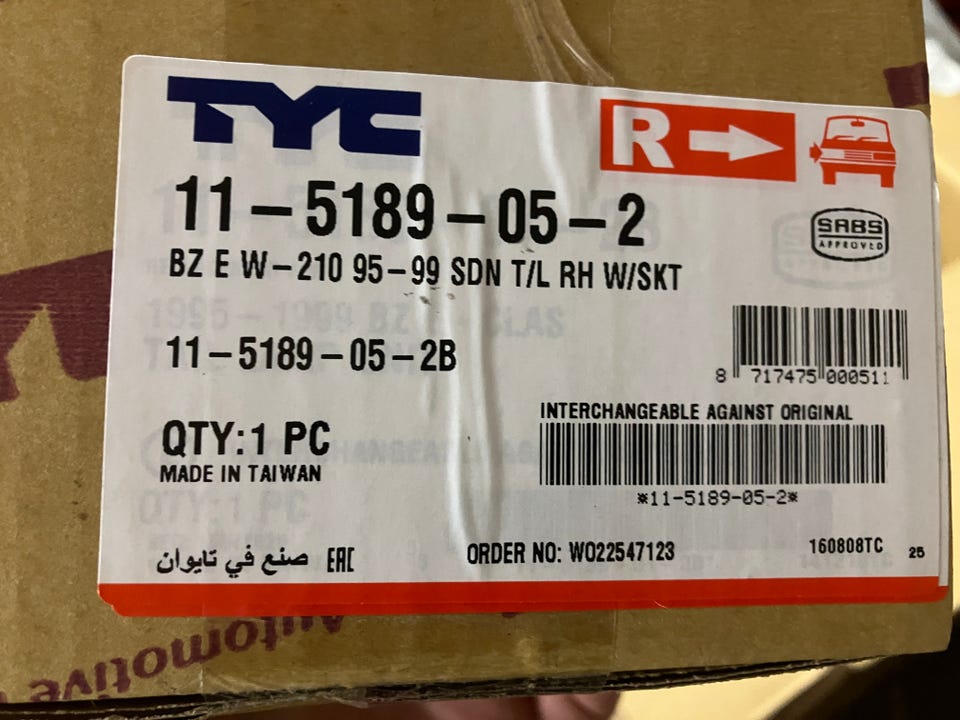 TYC
R
11-5189-05-2
SABS
APPROVED
BZ E W-210 95-99 SDN T/L RH W/SKT
11-5189-05-2B
8 717475 000511
INTERCHANGEABLE AGAINST ORIGINAL
QTY:1 PC
MADE IN TAIWAN
*11-5189-05-2*
صنع في تايوان EAC
ORDER NO: WO22547123
160808TC
25
Automotive